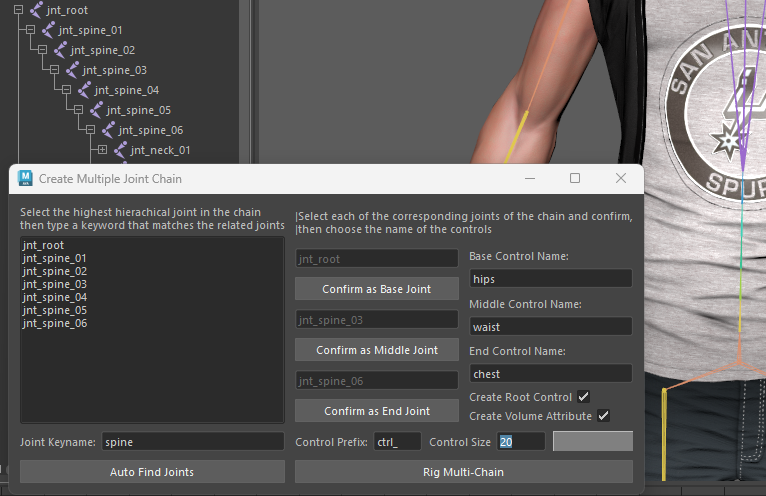 jnt_root
jnt_spine_01
jnt_spine_02
jnt_spine_03
jnt_spine_04
jnt_spine_05
jnt_spine_06
jnt_neck_01
SAN ANT
SPUR
M
Create Multiple Joint Chain
Select the highest hierachical joint in the chain
then type a keyword that matches the related joints
jnt_root
jnt_spine_01
jnt_spine_02
jnt_spine_03
jnt_spine_04
jnt_spine_05
jnt_spine_06
Joint Keyname: spine
Auto Find Joints
|Select each of the corresponding joints of the chain and confirm,
|then choose the name of the controls
jnt_root
Confirm as Base Joint
jnt_spine_03
Confirm as Middle Joint
jnt_spine_06
Confirm as End Joint
Base Control Name:
hips
Middle Control Name:
waist
End Control Name:
chest
Create Root Control
Create Volume Attribute
Control Prefix: ctrl_ Control Size 20
Rig Multi-Chain